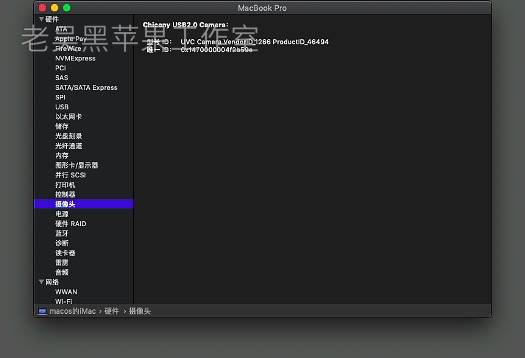 MacBook Pro
硬件
ATA
Apple Pay
FireWire
NVMExpress
PCI
SAS
SATA/SATA Express
SPI
USB
以太网卡
储存
光盘刻录
光纤通道
内存
图形卡/显示器
并行 SCSI
打印机
控制器
摄像头
电源
硬件 RAID
蓝牙
诊断
读卡器
雷雳
音频
网络
WWAN
Wi-Fi
Chicony USB2.0 Camera:
型号 ID: UVC Camera VendorID_1266 ProductID_46494
唯一 ID: 0x1470000004f2b59e
macos的iMac › 硬件 › 摄像头
老吴黑苹果工作室